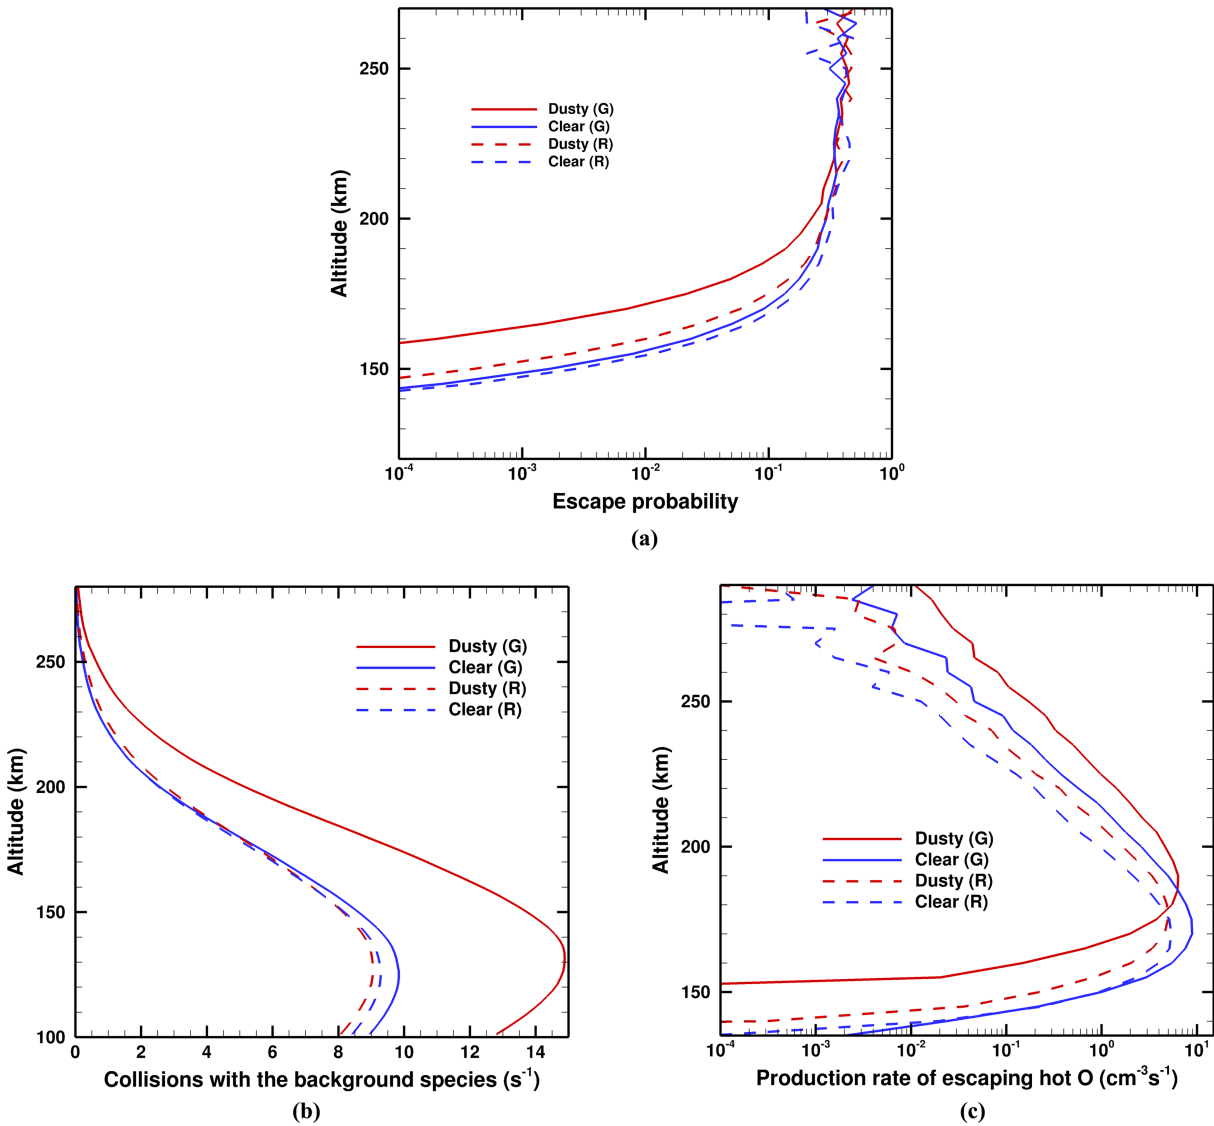 250
200
150
Altitude (km)
Dusty (G)
Clear (G)
Dusty (R)
Clear (R)
10⁻⁴ 10⁻³ 10⁻² 10⁻¹ 10⁰
Escape probability
(a)
250
200
150
100
Altitude (km)
Dusty (G)
Clear (G)
Dusty (R)
Clear (R)
0 2 4 6 8 10 12 14
Collisions with the background species (s⁻¹)
(b)
250
200
150
Altitude (km)
Dusty (G)
Clear (G)
Dusty (R)
Clear (R)
10⁻⁴ 10⁻³ 10⁻² 10⁻¹ 10⁰ 10¹
Production rate of escaping hot O (cm⁻³s⁻¹)
(c)